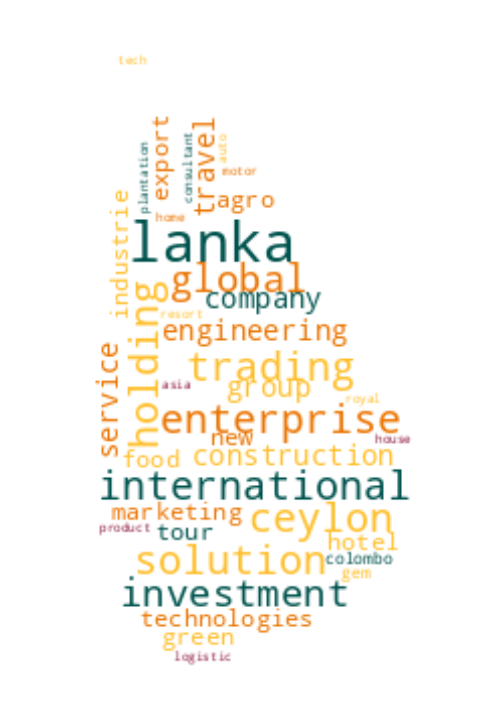 tech
export
travel
plantation
consultant
auto
motor
industrie
agro
home
lanka
global
holding
company
resort
engineering
service
trading
asia
group
royal
enterprise
new
house
food
construction
international
marketing
ceylon
product
tour
hotel
solution
colombo
gem
investment
technologies
green
logistic